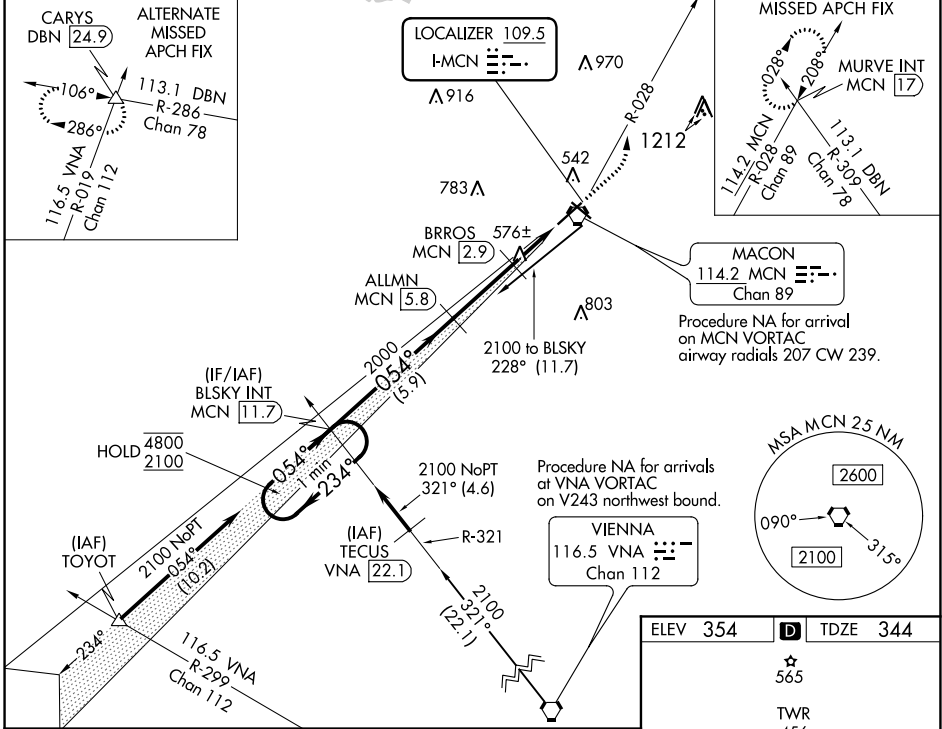 CARYS
DBN 24.9
ALTERNATE
MISSED
APCH FIX
106°
286°
113.1 DBN
R-286
Chan 78
116.5 VNA
R-019
Chan 112
LOCALIZER 109.5
I-MCN
916
970
R-028
1212
542
783
MISSED APCH FIX
028°
208°
MURVE INT
MCN 17
114.2 MCN
R-028
Chan 89
113.1 DBN
R-309
Chan 78
BRROS
MCN 2.9
576±
ALLMN
MCN 5.8
MACON
114.2 MCN
Chan 89
803
Procedure NA for arrival
on MCN VORTAC
airway radials 207 CW 239.
2100 to BLSKY
228° (11.7)
2000
054°
(5.9)
(IF/IAF)
BLSKY INT
MCN 11.7
HOLD 4800
2100
054°
1 min
234°
2100 NoPT
321° (4.6)
Procedure NA for arrivals
at VNA VORTAC
on V243 northwest bound.
MSA MCN 25 NM
2600
090°
315°
2100
(IAF)
TOYOT
2100 NoPT
054°
(10.2)
(IAF)
TECUS
VNA 22.1
R-321
VIENNA
116.5 VNA
Chan 112
2100
321°
(22.1)
234°
116.5 VNA
R-299
Chan 112
ELEV 354 D TDZE 344
565
TWR